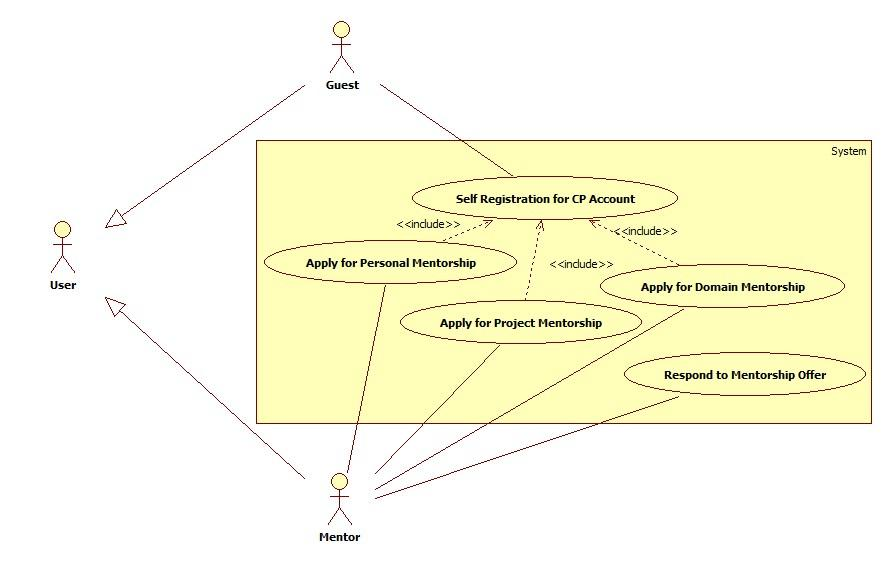 Guest
System
Self Registration for CP Account
<<include>>
<<include>>
User
Apply for Personal Mentorship
<<include>>
Apply for Domain Mentorship
Apply for Project Mentorship
Respond to Mentorship Offer
Mentor